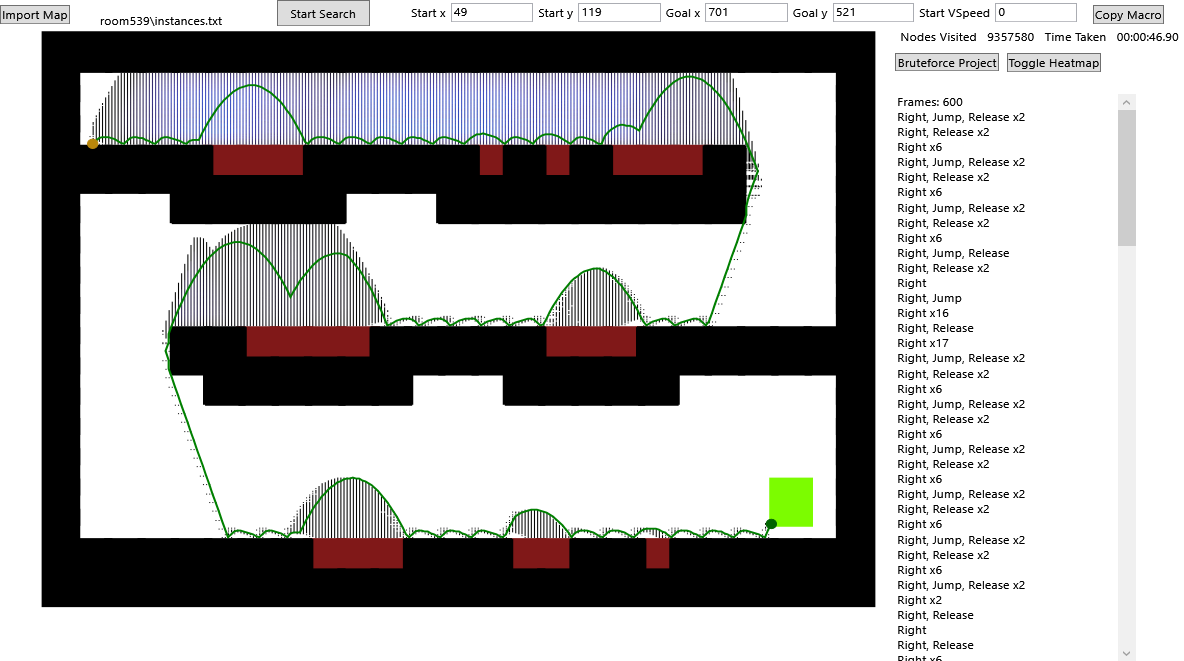 Import Map
room539\instances.txt
Start Search
Start x 49
Start y 119
Goal x 701
Goal y 521
Start VSpeed 0
Copy Macro
Nodes Visited 9357580 Time Taken 00:00:46.90
Bruteforce Project
Toggle Heatmap
Frames: 600
Right, Jump, Release x2
Right, Release x2
Right x6
Right, Jump, Release x2
Right, Release x2
Right x6
Right, Jump, Release x2
Right, Release x2
Right x6
Right, Jump, Release
Right, Release x2
Right
Right, Jump
Right x16
Right, Release
Right x17
Right, Jump, Release x2
Right, Release x2
Right x6
Right, Jump, Release x2
Right, Release x2
Right x6
Right, Jump, Release x2
Right, Release x2
Right x6
Right, Jump, Release x2
Right, Release x2
Right x6
Right, Jump, Release x2
Right, Release x2
Right x6
Right, Jump, Release x2
Right x2
Right, Release
Right
Right, Release
Right x6